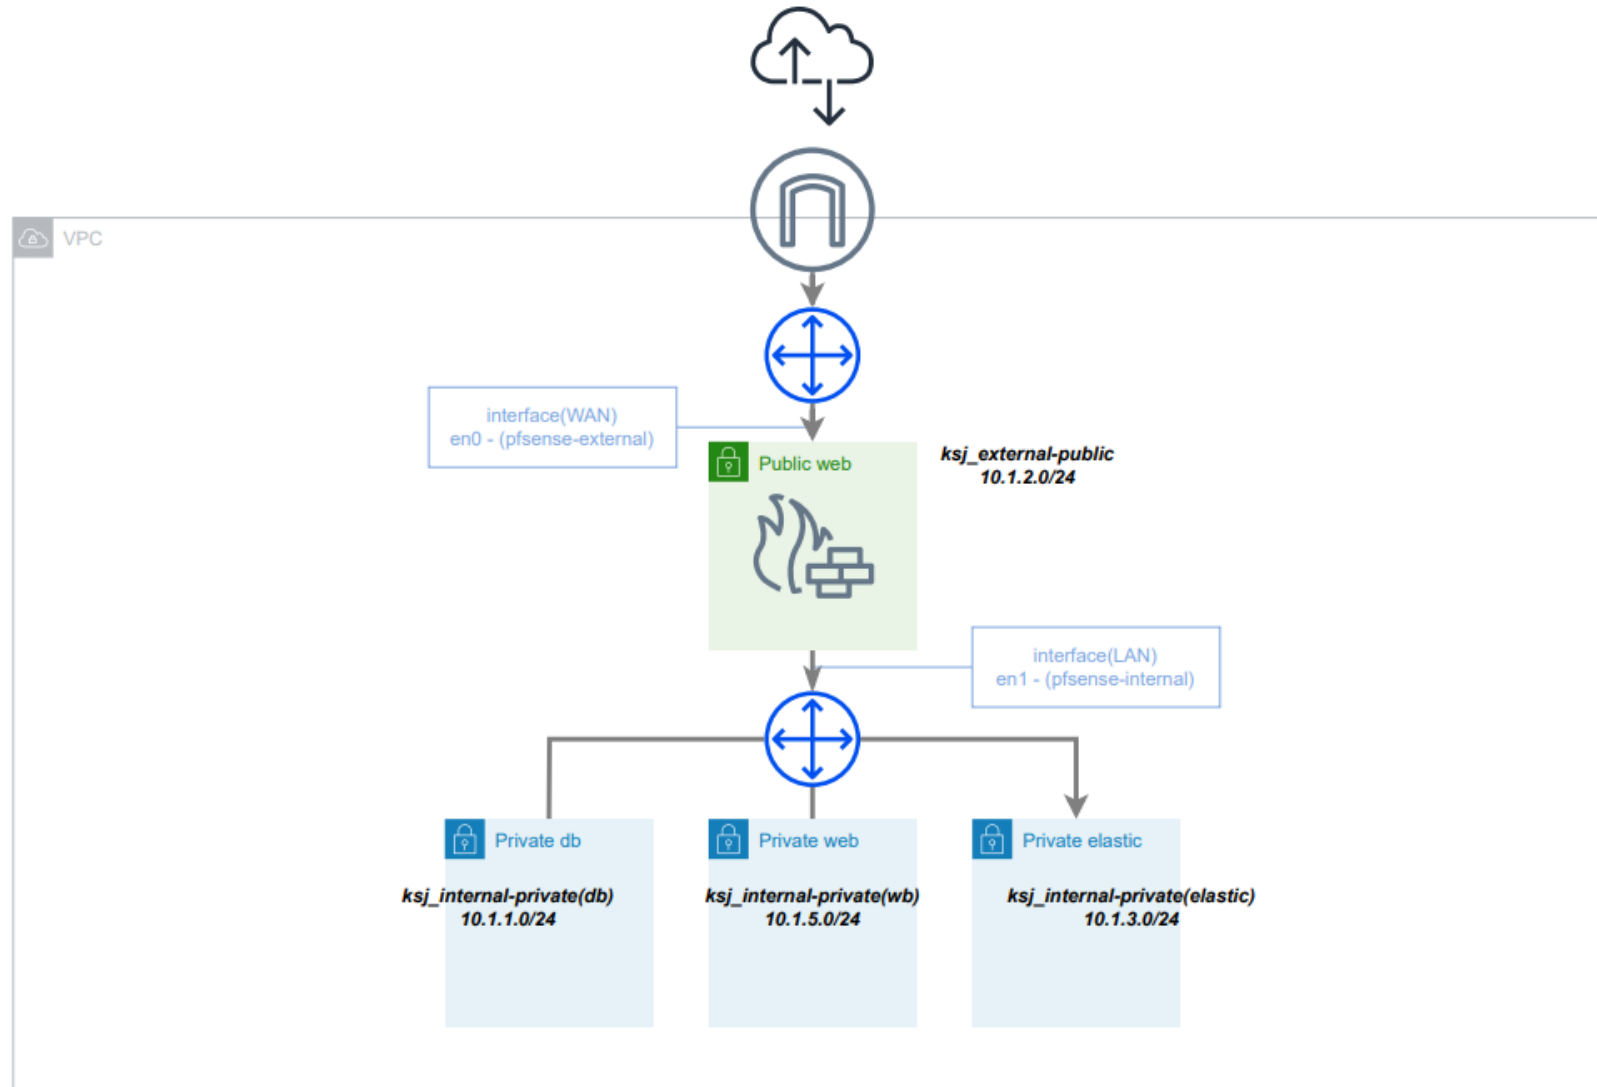 VPC
interface(WAN)
en0 - (pfsense-external)
Public web
ksj_external-public
10.1.2.0/24
interface(LAN)
en1 - (pfsense-internal)
Private db
ksj_internal-private(db)
10.1.1.0/24
Private web
ksj_internal-private(wb)
10.1.5.0/24
Private elastic
ksj_internal-private(elastic)
10.1.3.0/24